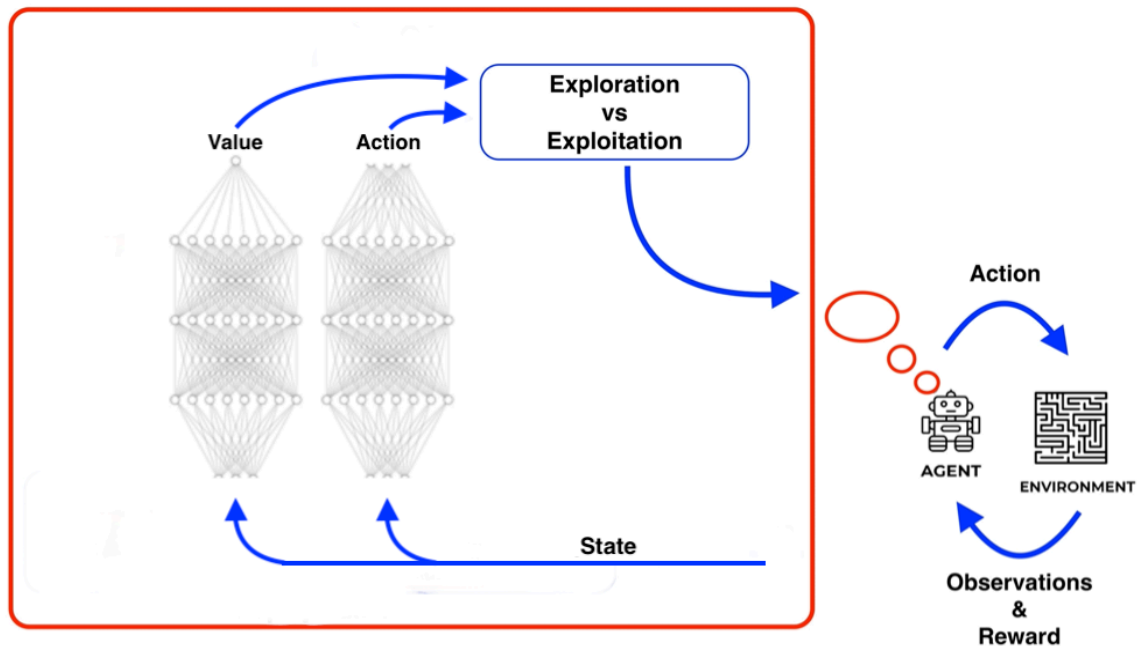 Exploration
vs
Exploitation
Value
Action
State
Action
AGENT
ENVIRONMENT
Observations
&
Reward